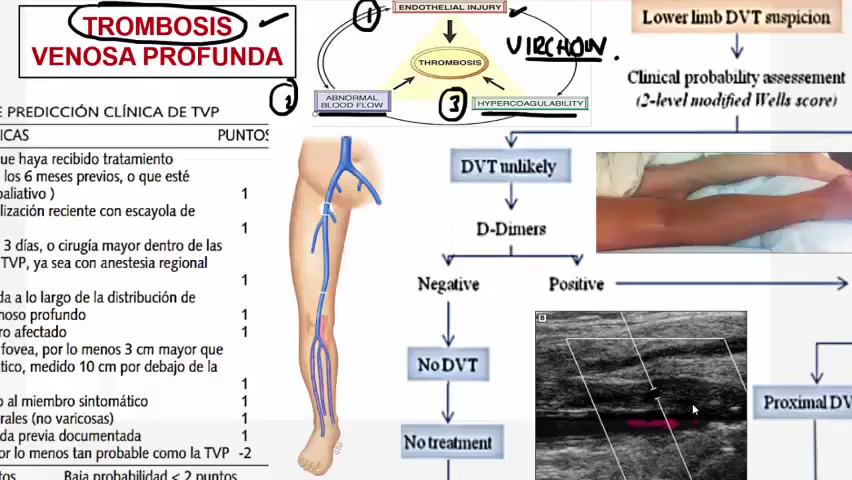 TROMBOSIS
VENOSA PROFUNDA
E PREDICCIÓN CLÍNICA DE TVP
ICAS PUNTOS
que haya recibido tratamiento
los 6 meses previos, o que esté
paliativo ) 1
lización reciente con escayola de
1
3 días, o cirugía mayor dentro de las
TVP, ya sea con anestesia regional
1
da a lo largo de la distribución de
noso profundo 1
ro afectado 1
fovea, por lo menos 3 cm mayor que
tico, medido 10 cm por debajo de la
1
o al miembro sintomático 1
rales (no varicosas) 1
da previa documentada 1
or lo menos tan probable como la TVP -2
tos Baja probabilidad < 2 puntos
1
ENDOTHELIAL INJURY
VIRCHOW.
THROMBOSIS
2
ABNORMAL
BLOOD FLOW
3
HYPERCOAGULABILITY
Lower limb DVT suspicion
Clinical probability assessement
(2-level modified Wells score)
DVT unlikely
D-Dimers
Negative Positive
No DVT
No treatment
B
Proximal DV